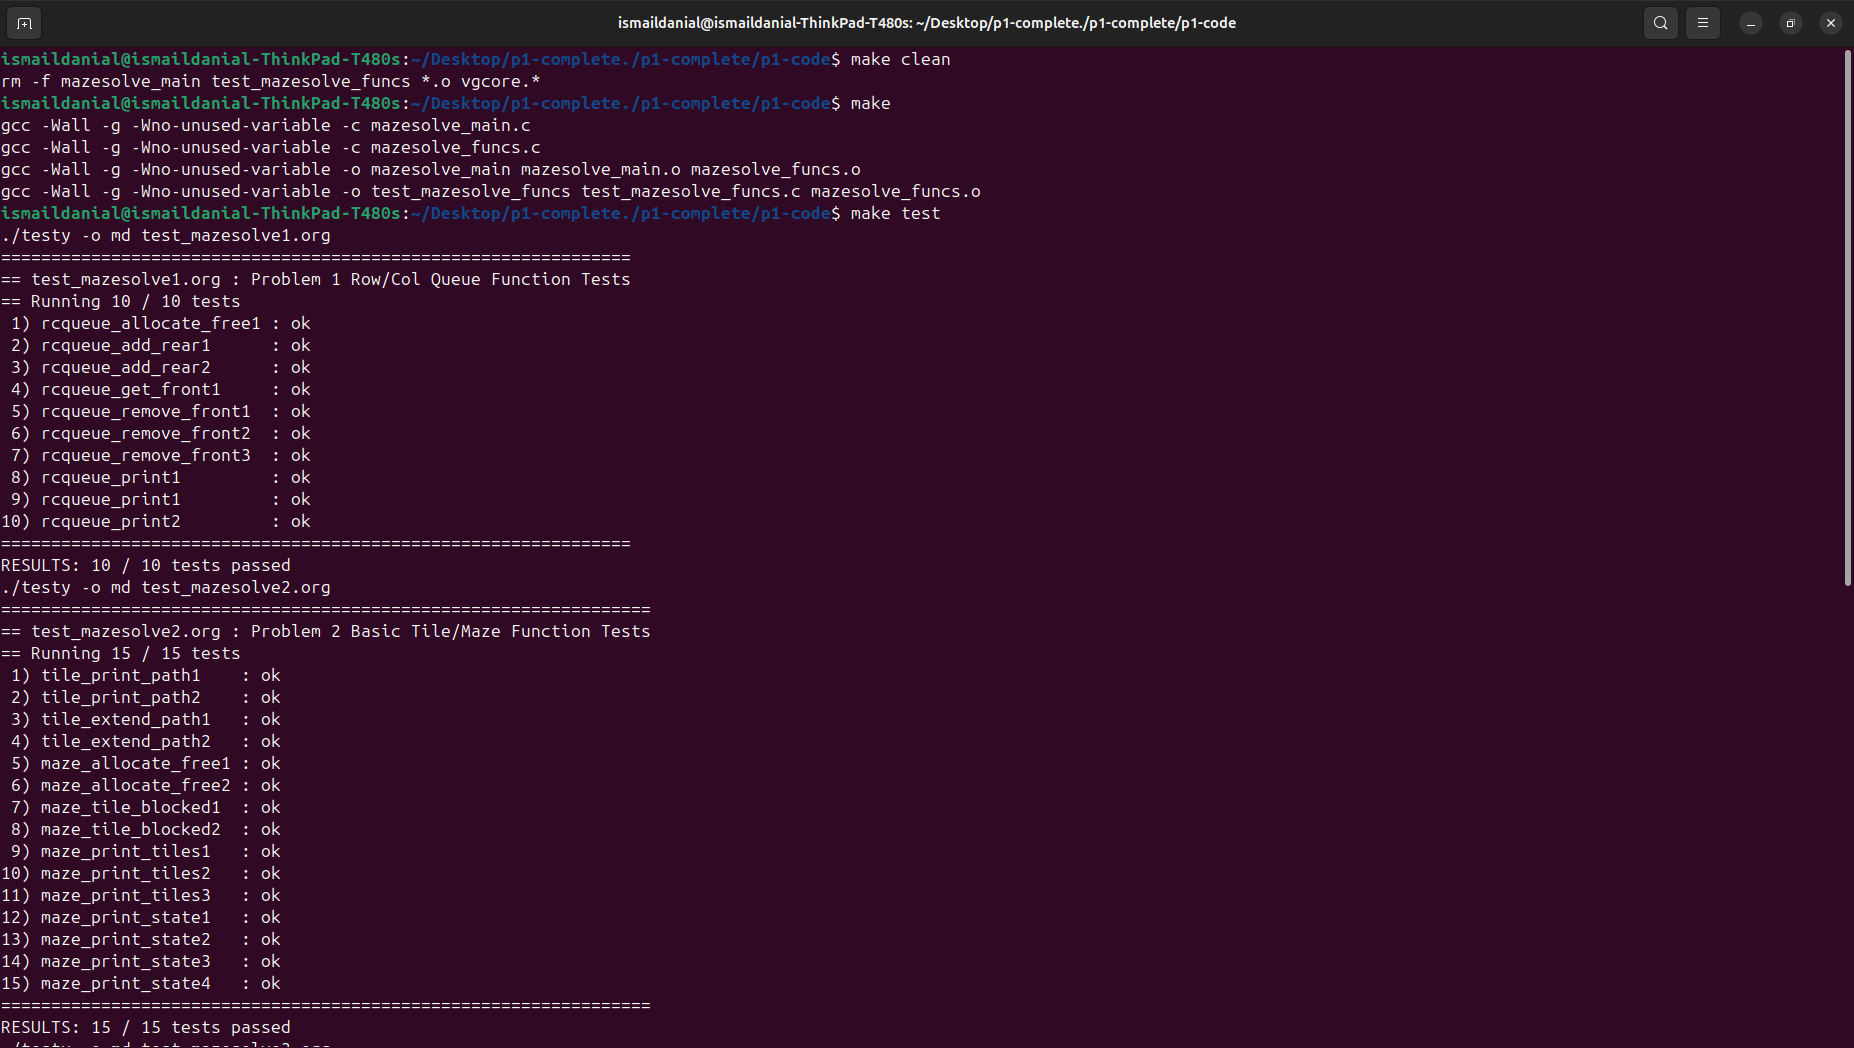 ismaildanial@ismaildanial-ThinkPad-T480s: ~/Desktop/p1-complete./p1-complete/p1-code
ismaildanial@ismaildanial-ThinkPad-T480s:~/Desktop/p1-complete./p1-complete/p1-code$ make clean
rm -f mazesolve_main test_mazesolve_funcs *.o vgcore.*
ismaildanial@ismaildanial-ThinkPad-T480s:~/Desktop/p1-complete./p1-complete/p1-code$ make
gcc -Wall -g -Wno-unused-variable -c mazesolve_main.c
gcc -Wall -g -Wno-unused-variable -c mazesolve_funcs.c
gcc -Wall -g -Wno-unused-variable -o mazesolve_main mazesolve_main.o mazesolve_funcs.o
gcc -Wall -g -Wno-unused-variable -o test_mazesolve_funcs test_mazesolve_funcs.c mazesolve_funcs.o
ismaildanial@ismaildanial-ThinkPad-T480s:~/Desktop/p1-complete./p1-complete/p1-code$ make test
./testy -o md test_mazesolve1.org
===============================================================
== test_mazesolve1.org : Problem 1 Row/Col Queue Function Tests
== Running 10 / 10 tests
 1) rcqueue_allocate_free1 : ok
 2) rcqueue_add_rear1      : ok
 3) rcqueue_add_rear2      : ok
 4) rcqueue_get_front1     : ok
 5) rcqueue_remove_front1  : ok
 6) rcqueue_remove_front2  : ok
 7) rcqueue_remove_front3  : ok
 8) rcqueue_print1         : ok
 9) rcqueue_print1         : ok
10) rcqueue_print2         : ok
===============================================================
RESULTS: 10 / 10 tests passed
./testy -o md test_mazesolve2.org
=================================================================
== test_mazesolve2.org : Problem 2 Basic Tile/Maze Function Tests
== Running 15 / 15 tests
 1) tile_print_path1    : ok
 2) tile_print_path2    : ok
 3) tile_extend_path1   : ok
 4) tile_extend_path2   : ok
 5) maze_allocate_free1 : ok
 6) maze_allocate_free2 : ok
 7) maze_tile_blocked1  : ok
 8) maze_tile_blocked2  : ok
 9) maze_print_tiles1   : ok
10) maze_print_tiles2   : ok
11) maze_print_tiles3   : ok
12) maze_print_state1   : ok
13) maze_print_state2   : ok
14) maze_print_state3   : ok
15) maze_print_state4   : ok
=================================================================
RESULTS: 15 / 15 tests passed
./testy -o md test_mazesolve3.org